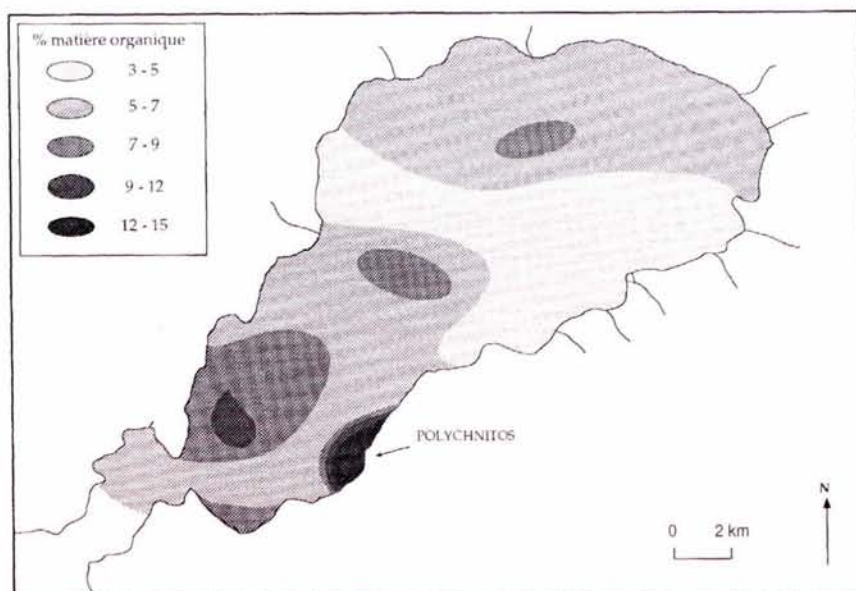 % matière organique
3 - 5
5 - 7
7 - 9
9 - 12
12 - 15
POLYCHNITOS
N
0 2 km